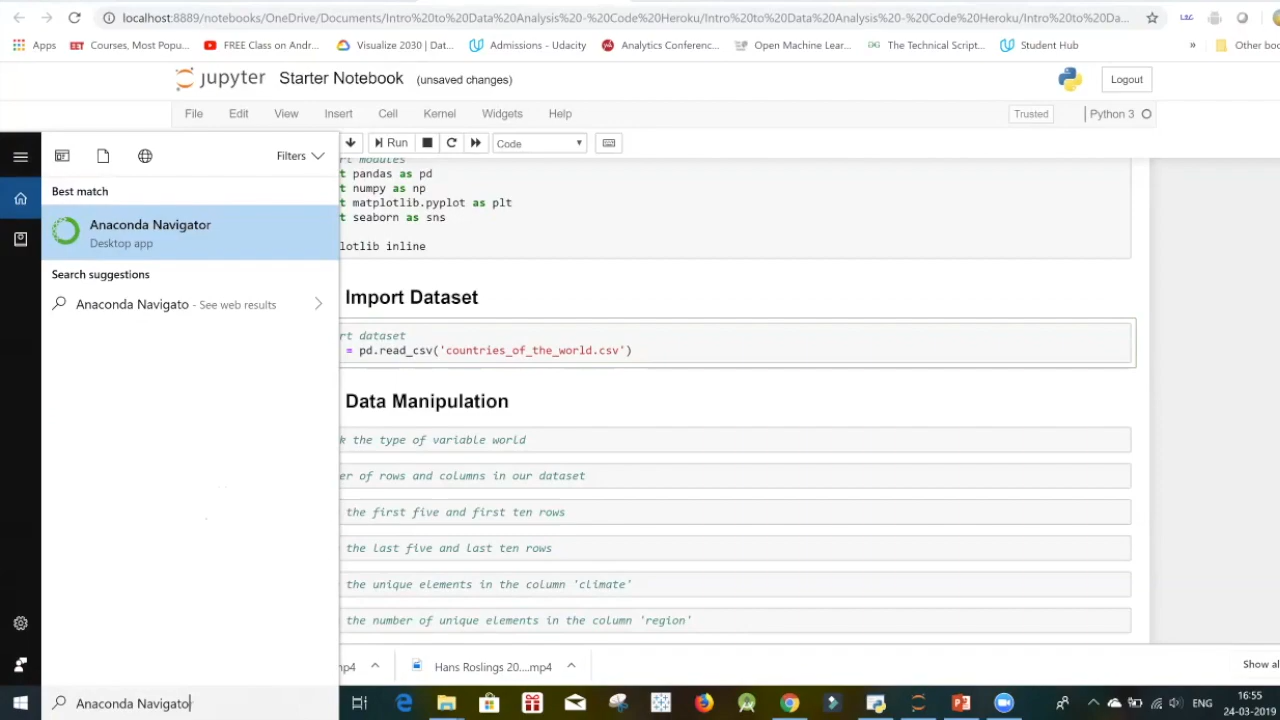 localhost:8889/notebooks/OneDrive/Documents/Intro%20to%20Data%20Analysis%20-%20Code%20Heroku/Intro%20to%20Data%20Analysis%20-%20Code%20Heroku/Intro%20to%20Da...
Apps Courses, Most Popu... FREE Class on Andr... Visualize 2030 | Dat... Admissions - Udacity Analytics Conferenc... Open Machine Lear... The Technical Script... Student Hub » Other boo
jupyter Starter Notebook (unsaved changes) Logout
File Edit View Insert Cell Kernel Widgets Help Trusted Python 3
Run Code
Filters
Best match
Anaconda Navigator
Desktop app
Search suggestions
Anaconda Navigato - See web results
rt modules
t pandas as pd
t numpy as np
t matplotlib.pyplot as plt
t seaborn as sns
lotlib inline
Import Dataset
rt dataset
= pd.read_csv('countries_of_the_world.csv')
Data Manipulation
k the type of variable world
er of rows and columns in our dataset
the first five and first ten rows
the last five and last ten rows
the unique elements in the column 'climate'
the number of unique elements in the column 'region'
mp4 Hans Roslings 20....mp4 Show al
Anaconda Navigato
ENG 16:55
24-03-2019